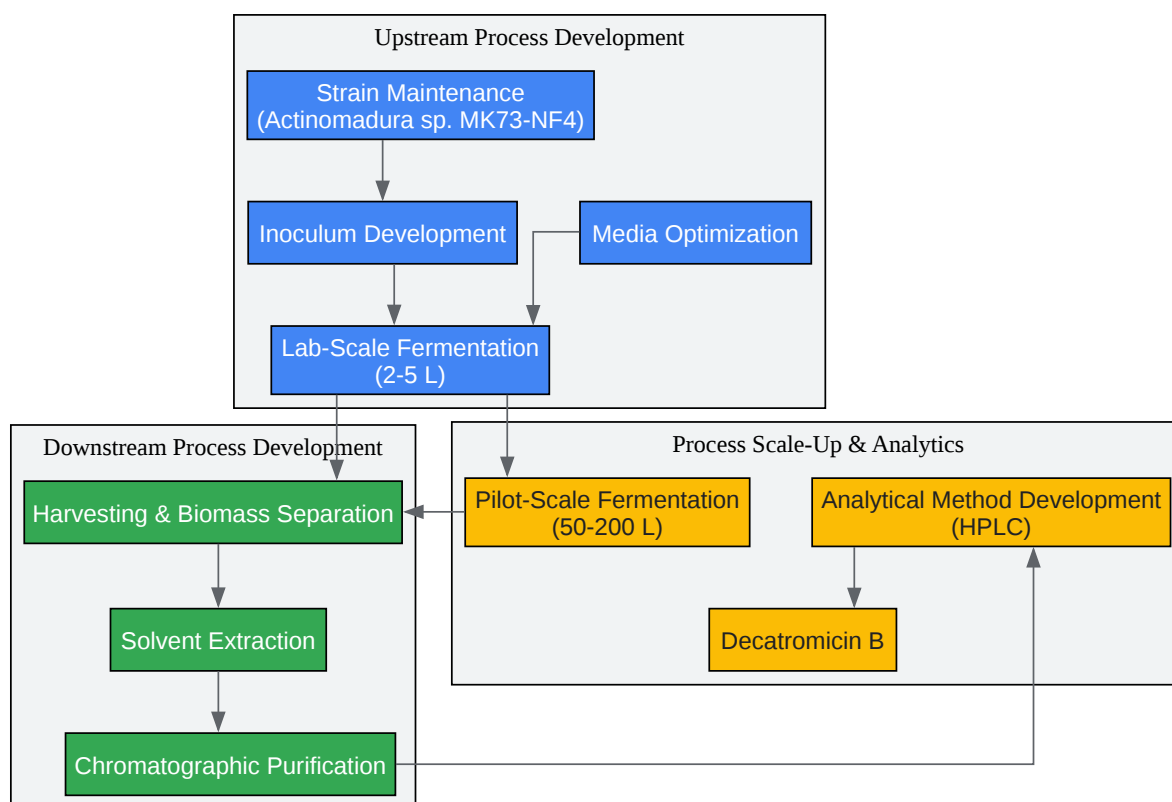 Upstream Process Development
Strain Maintenance
(Actinomadura sp. MK73-NF4)
Inoculum Development
Media Optimization
Lab-Scale Fermentation
(2-5 L)
Downstream Process Development
Harvesting & Biomass Separation
Solvent Extraction
Chromatographic Purification
Process Scale-Up & Analytics
Pilot-Scale Fermentation
(50-200 L)
Analytical Method Development
(HPLC)
Decatromicin B